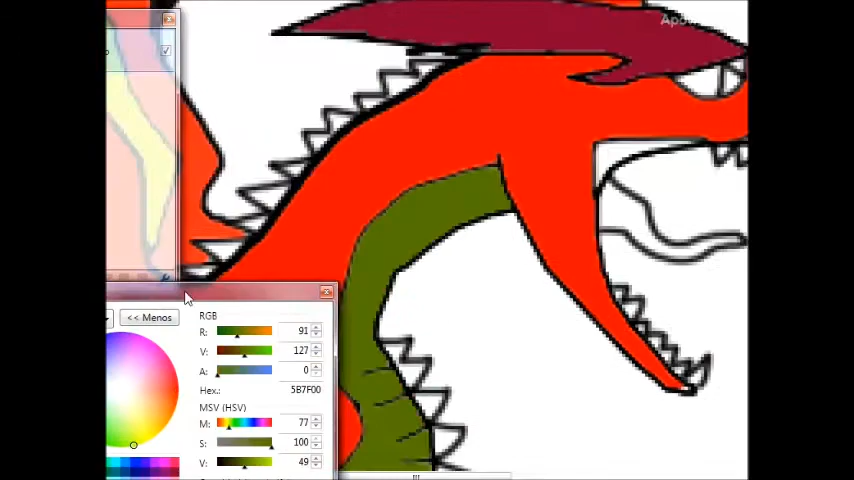 << Menos
RGB
R: 91
V: 127
A: 0
Hex.: 5B7F00
MSV (HSV)
M: 77
S: 100
V: 49